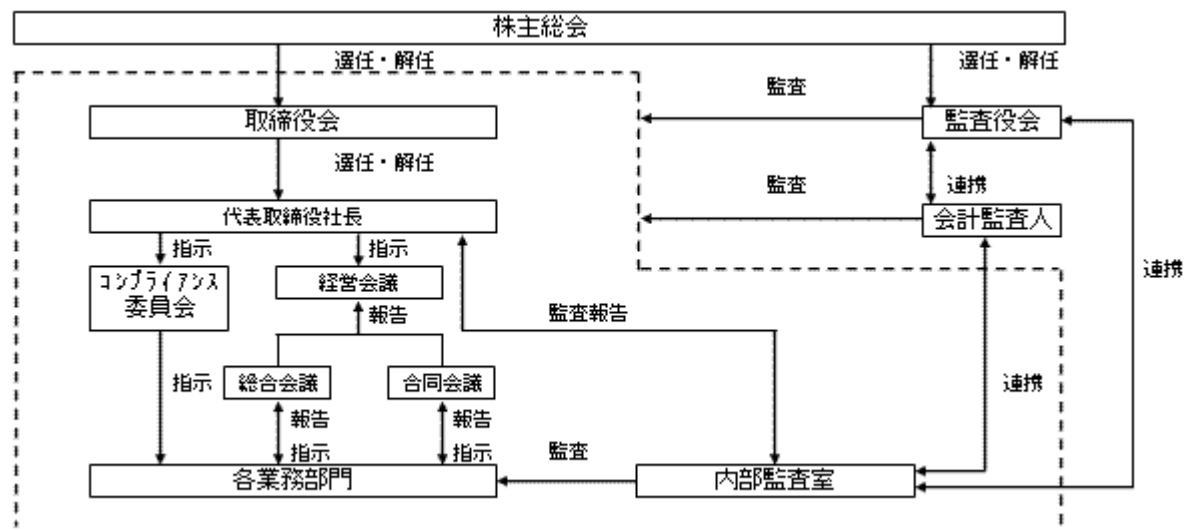 株主総会
選任・解任
選任・解任
監査
取締役会
監査役会
選任・解任
監査
連携
代表取締役社長
会計監査人
指示
指示
連携
コンプライアンス
委員会
経営会議
報告
監査報告
指示
総合会議
合同会議
連携
報告
報告
指示
指示
監査
各業務部門
内部監査室